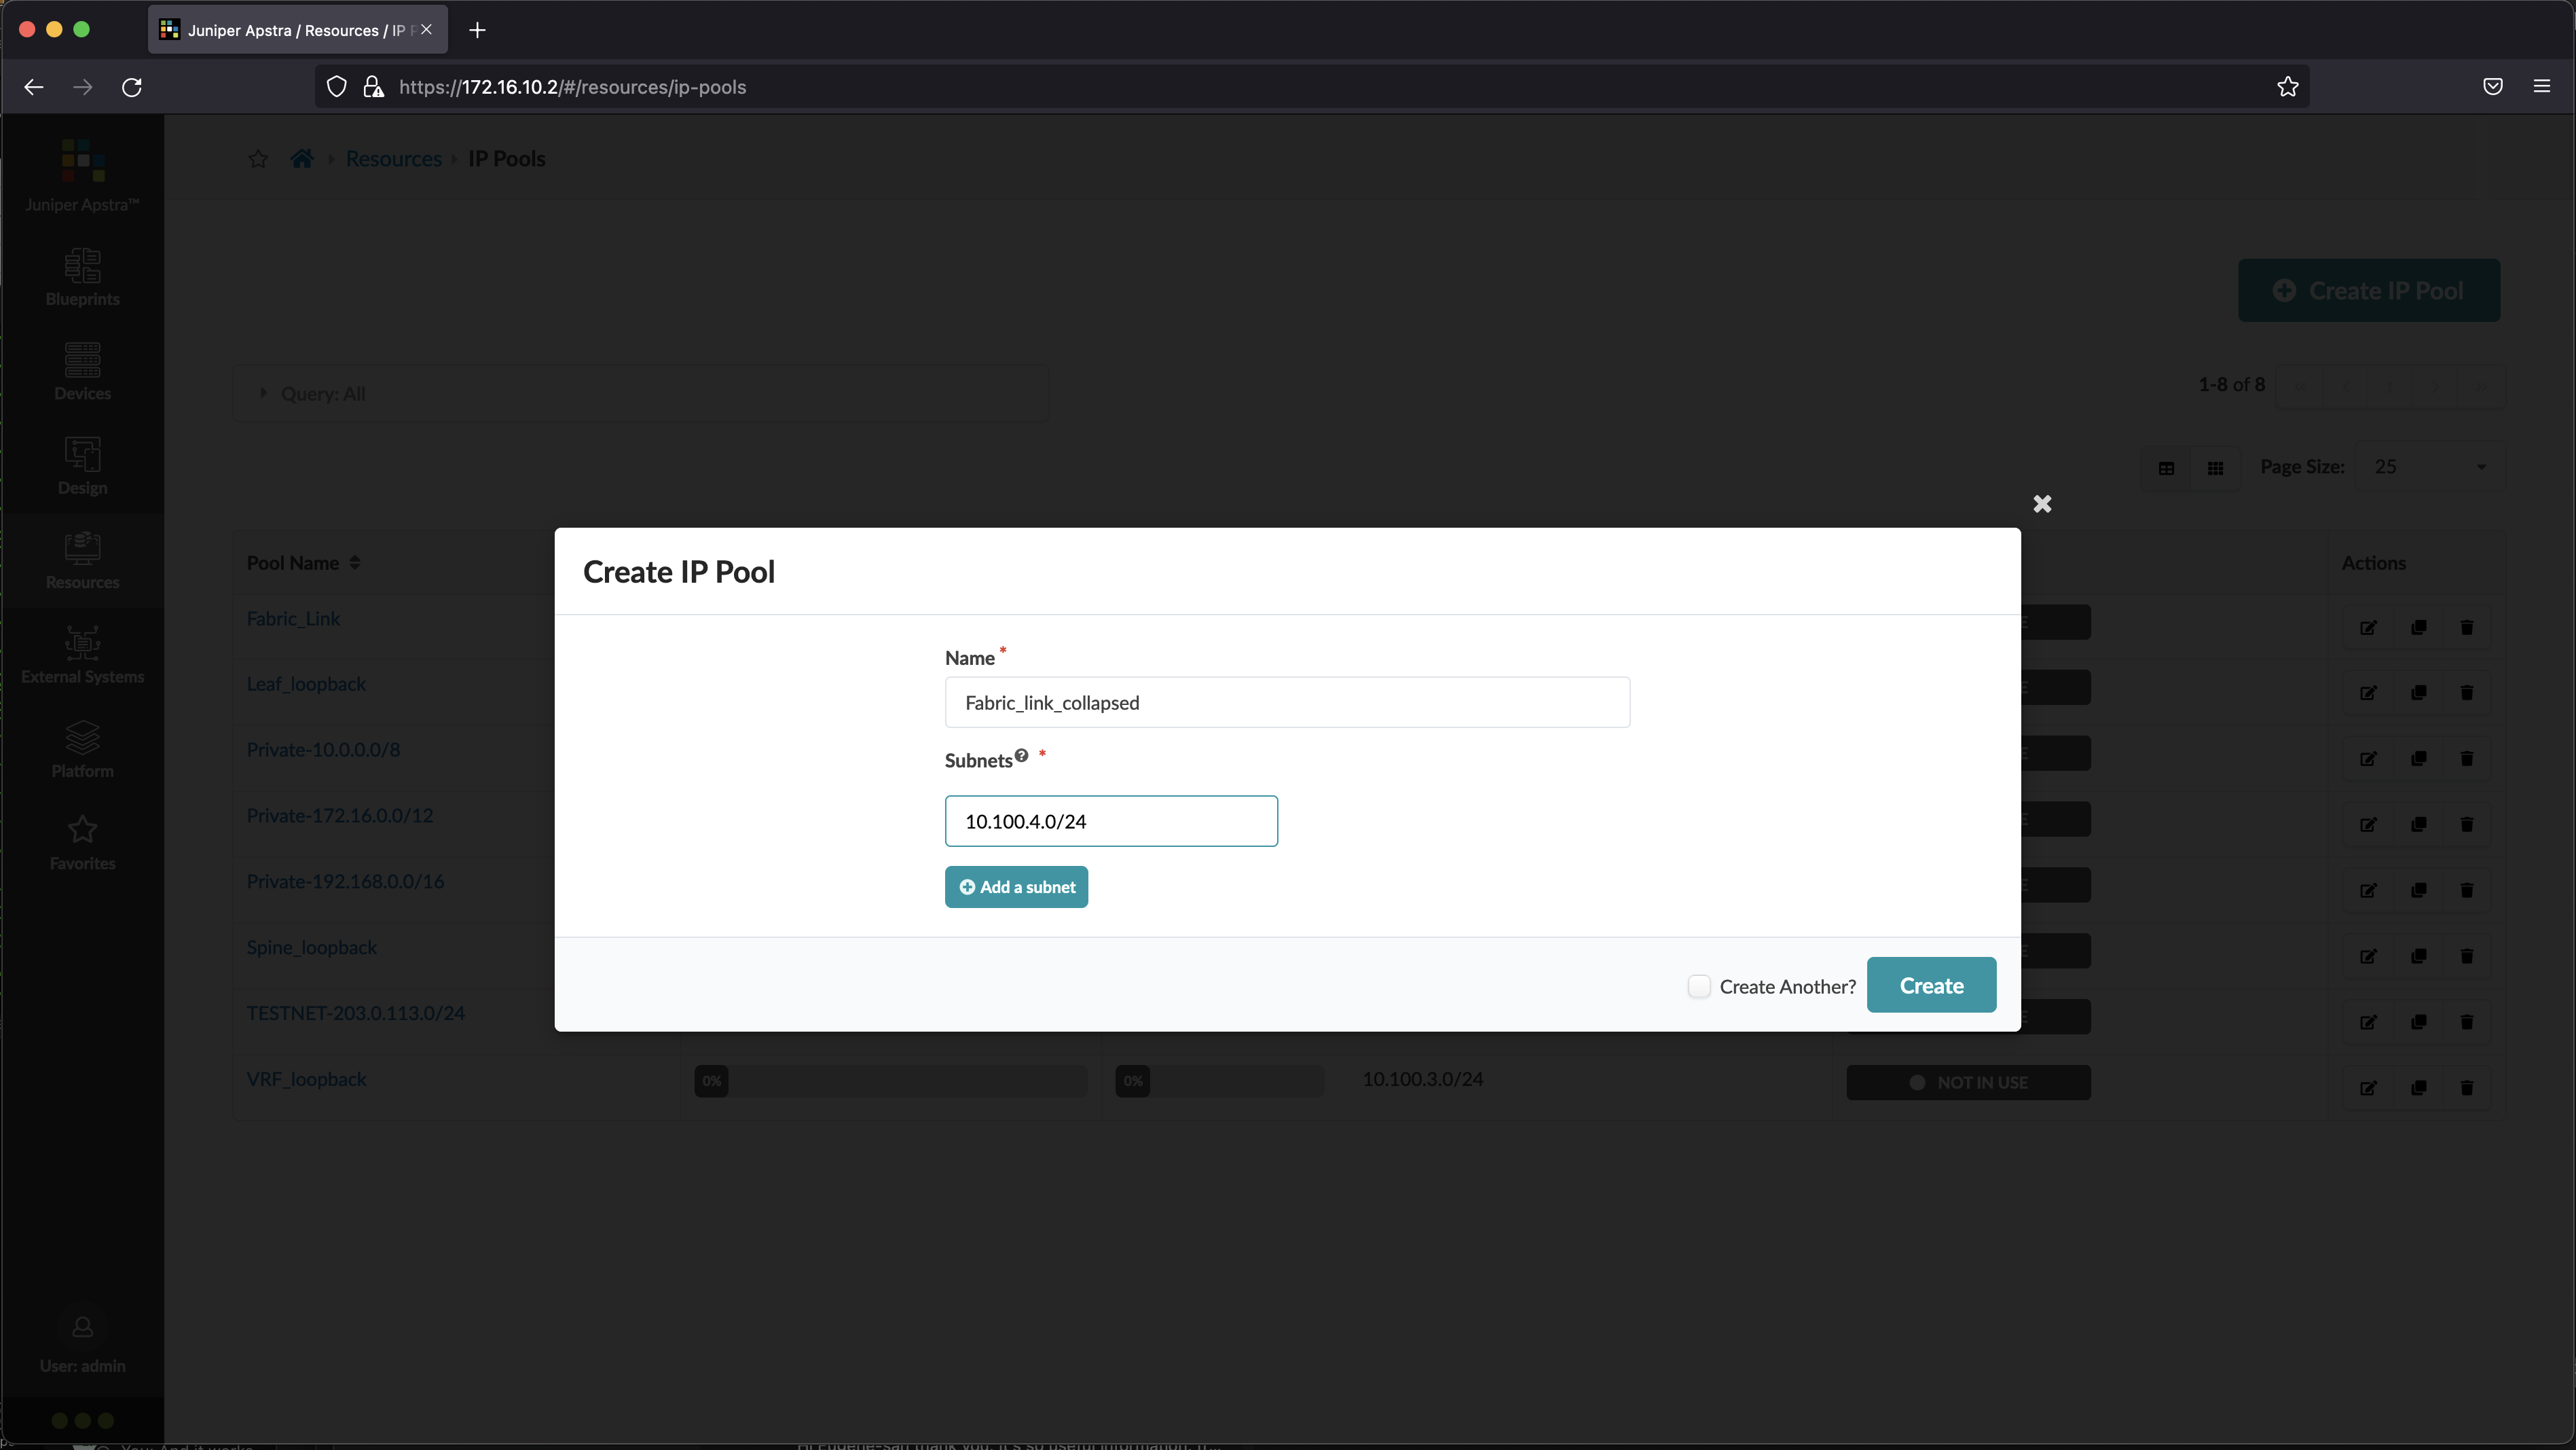 Juniper Apstra / Resources / IP
https://172.16.10.2/#/resources/ip-pools
Juniper Apstra™
Blueprints
Devices
Design
Resources
External Systems
Platform
Favorites
User: admin
Resources
IP Pools
Create IP Pool
Query: All
1-8 of 8
Page Size:
25
Pool Name
Actions
Fabric_Link
Leaf_loopback
Private-10.0.0.0/8
Private-172.16.0.0/12
Private-192.168.0.0/16
Spine_loopback
TESTNET-203.0.113.0/24
VRF_loopback
0%
0%
10.100.3.0/24
NOT IN USE
Create IP Pool
Name *
Fabric_link_collapsed
Subnets *
10.100.4.0/24
Add a subnet
Create Another?
Create